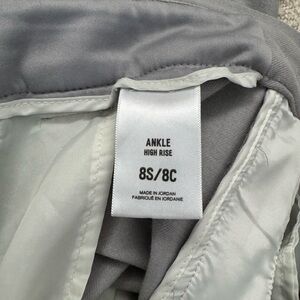 ANKLE
HIGH RISE
8S/8C
MADE IN JORDAN
FABRIQUÉ EN JORDANIE